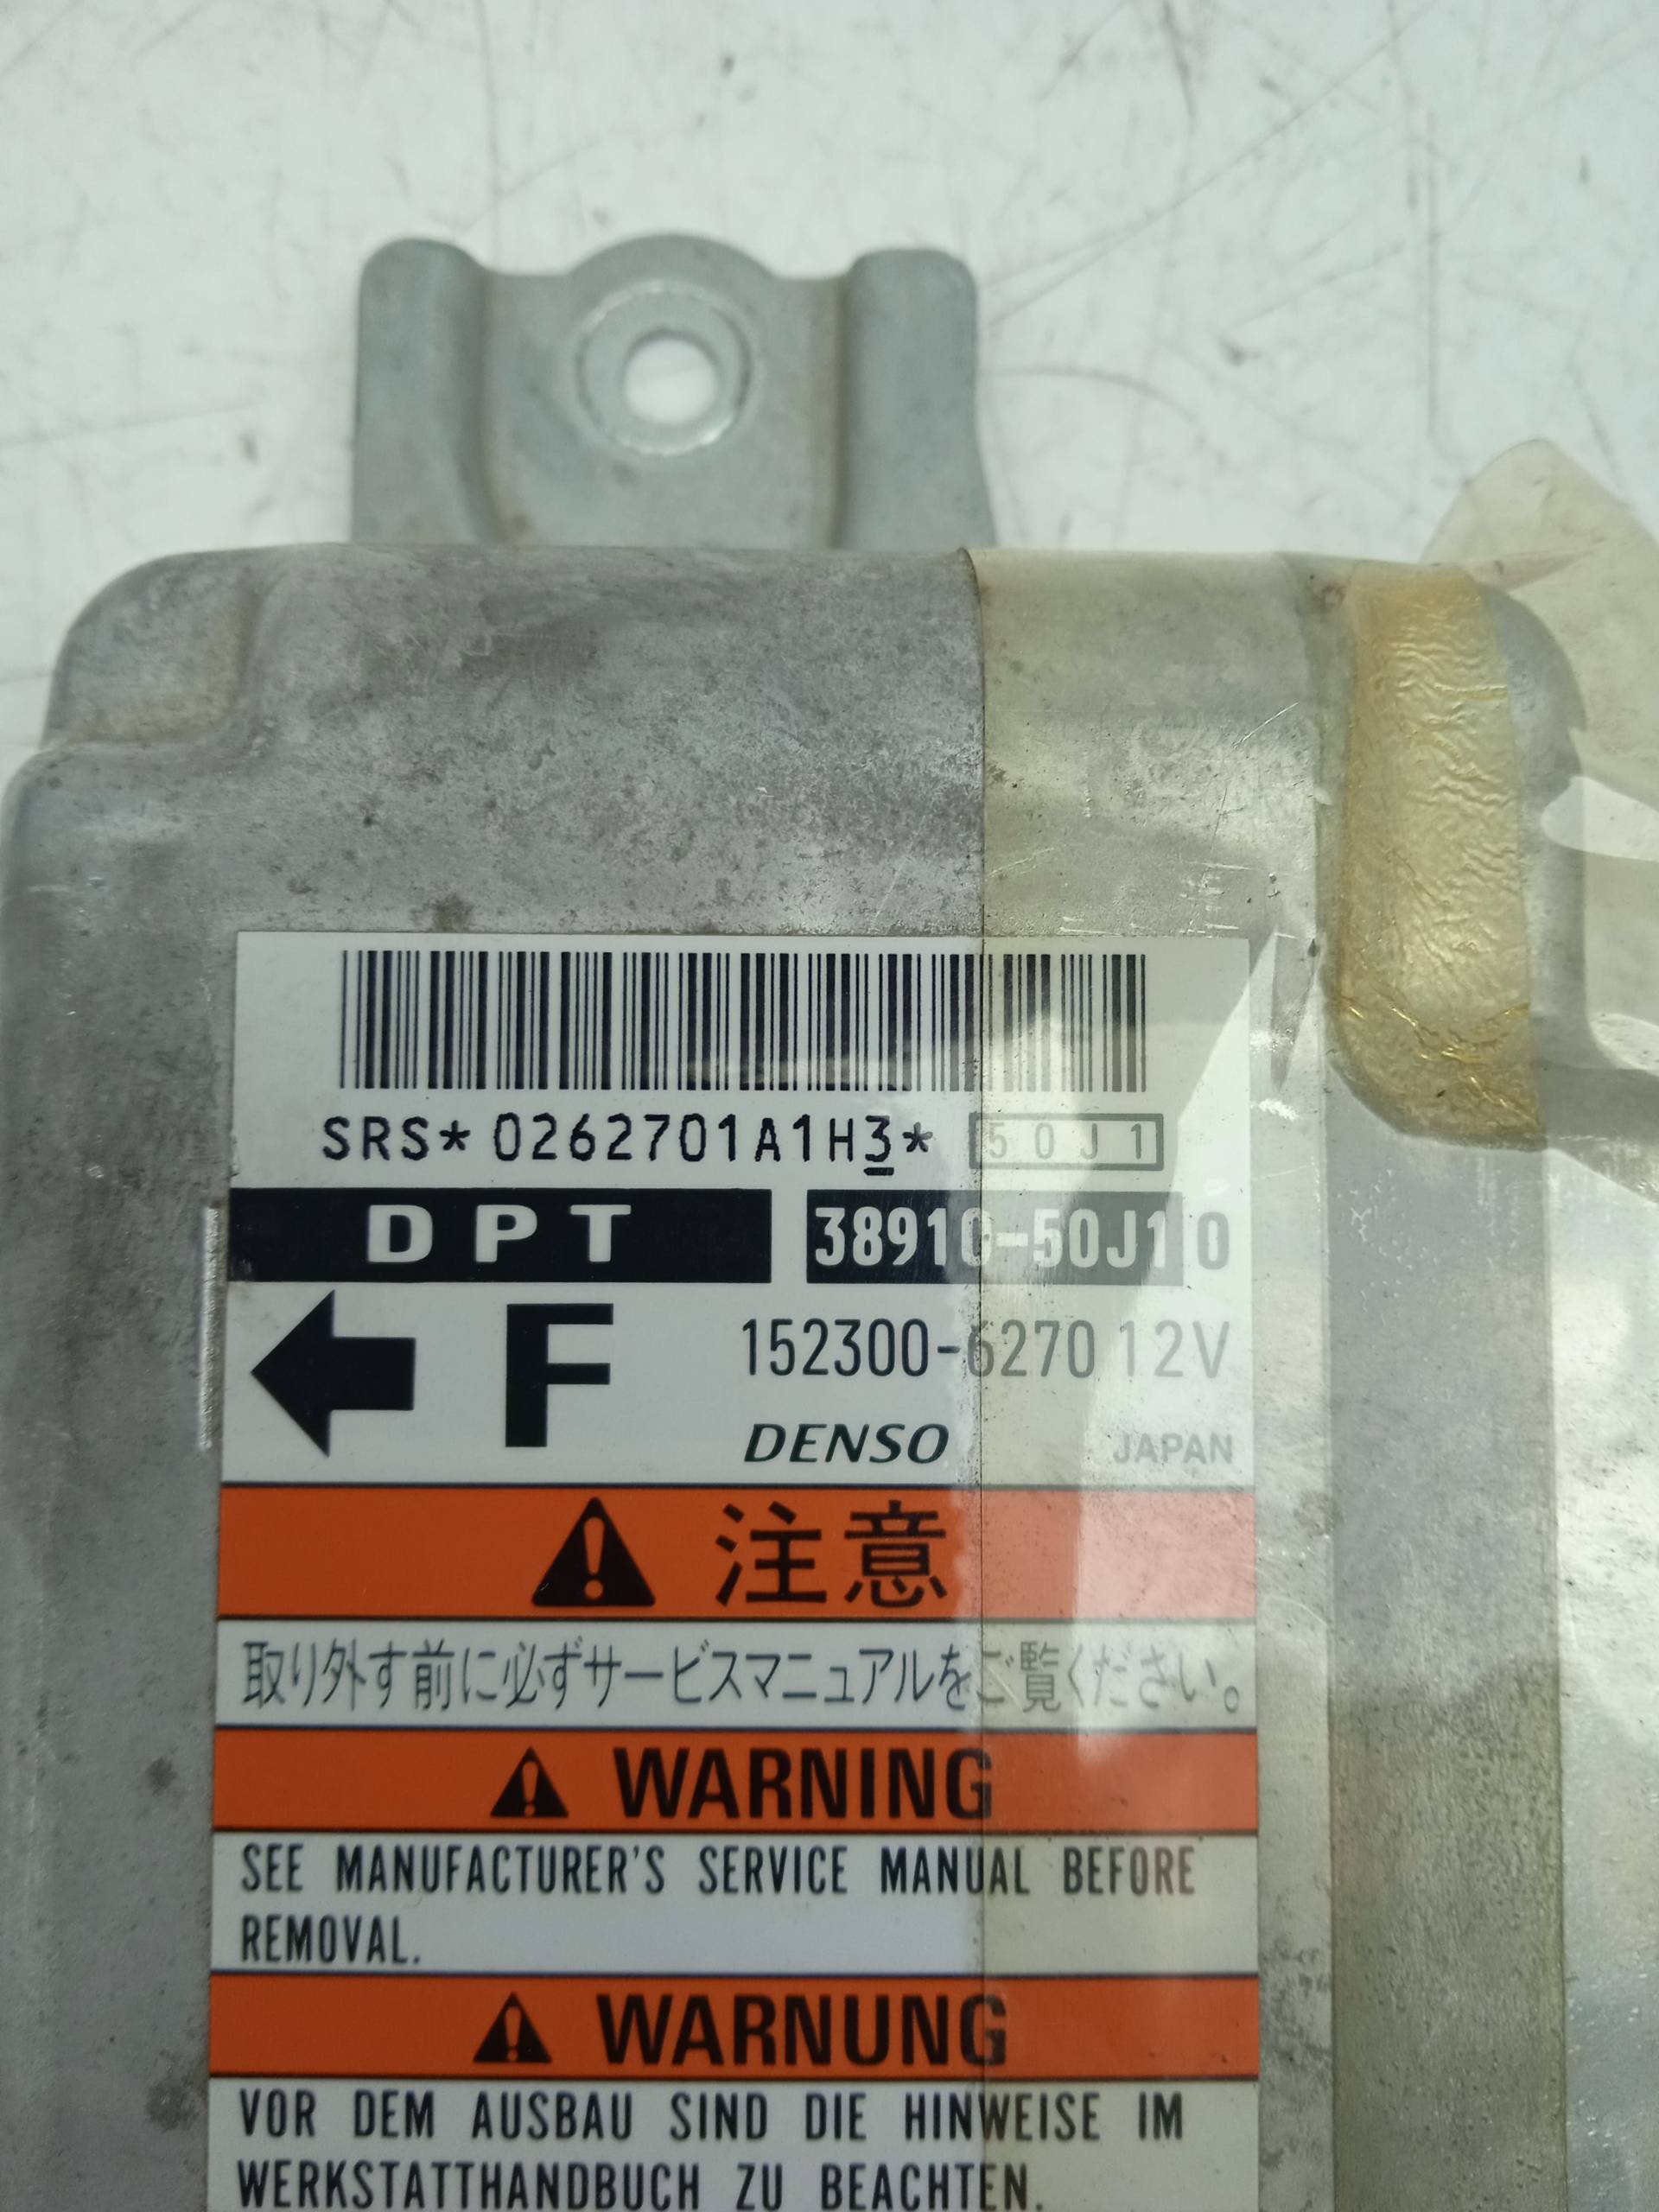 SRS*0262701A1H3* 50J1
DPT 38910-50J10
F 152300-6270 12V
DENSO JAPAN
注意
取り外す前に必ずサービスマニュアルをご覧ください。
WARNING
SEE MANUFACTURER'S SERVICE MANUAL BEFORE
REMOVAL.
WARNUNG
VOR DEM AUSBAU SIND DIE HINWEISE IM
WERKSTATTHANDBUCH ZU BEACHTEN.